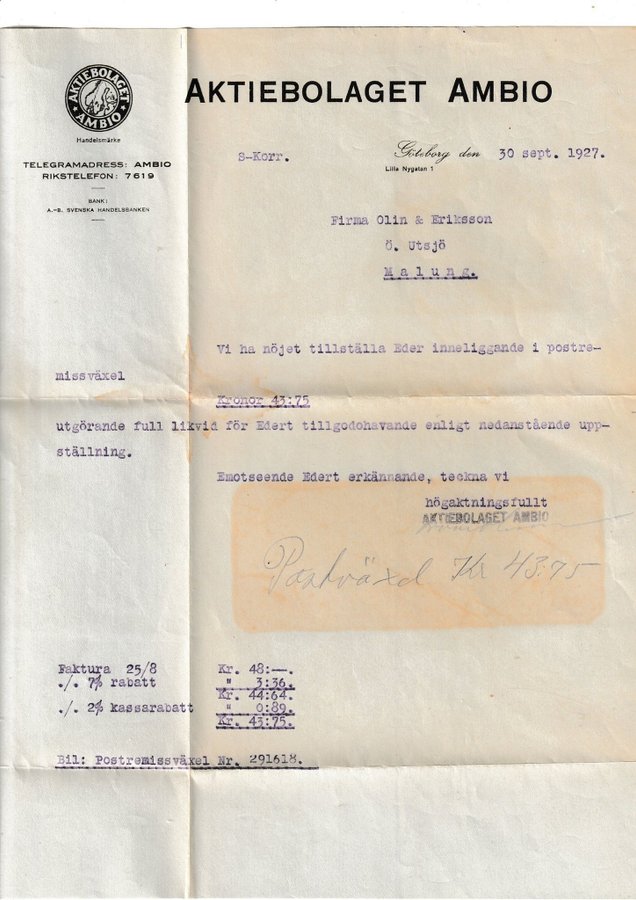 AKTIEBOLAGET AMBIO
Handelsmärke
AKTIEBOLAGET AMBIO
TELEGRAMADRESS: AMBIO
RIKSTELEFON: 7619
BANK:
A.-B. SVENSKA HANDELSBANKEN
S-Korr.
Göteborg den 30 sept. 1927.
Lilla Nygatan 1
Firma Olin & Eriksson
Ö. Utsjö
Malung.
Vi ha nöjet tillställa Eder inneliggande i postre-
missväxel
Kronor 43:75
utgörande full likvid för Edert tillgodohavande enligt nedanstående upp-
ställning.
Emotseende Edert erkännande, teckna vi
högaktningsfullt
AKTIEBOLAGET AMBIO
Postväxel Kr 43:75
Faktura 25/8 Kr. 48:—.
./. 7% rabatt " 3:36.
Kr. 44:64.
./. 2% kassarabatt " 0:89.
Kr. 43:75.
Bil: Postremissväxel Nr. 291618.